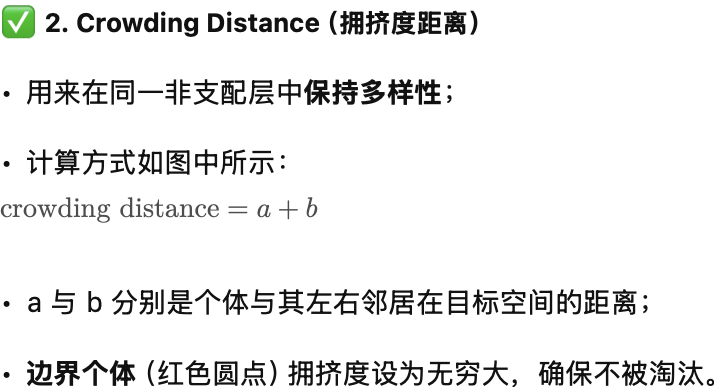 ✅ 2. Crowding Distance（拥挤度距离）
• 用来在同一非支配层中保持多样性；
• 计算方式如图中所示：
crowding distance = a + b
• a 与 b 分别是个体与其左右邻居在目标空间的距离；
• 边界个体（红色圆点）拥挤度设为无穷大，确保不被淘汰。